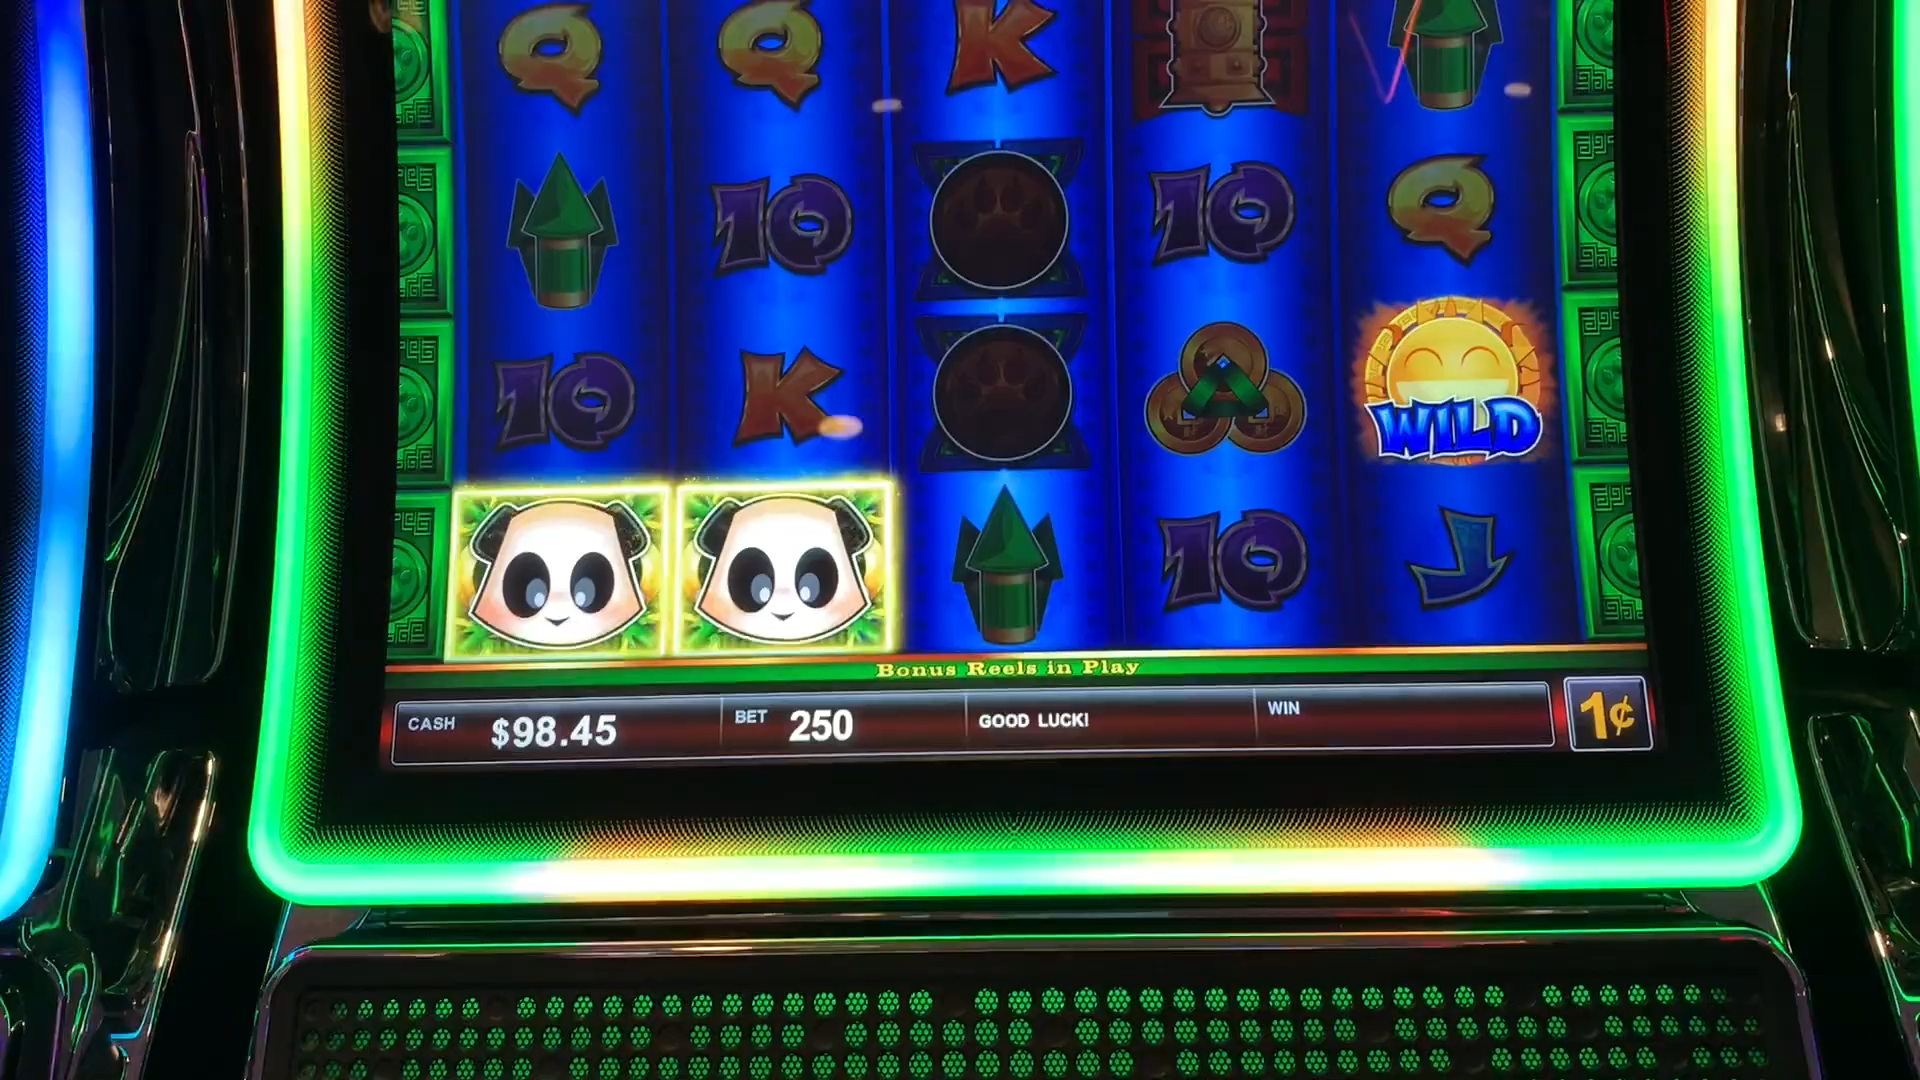 Q Q K
10 10 Q
10 K WILD
10 J
Bonus Reels in Play
CASH $98.45 BET 250 GOOD LUCK! WIN 1¢